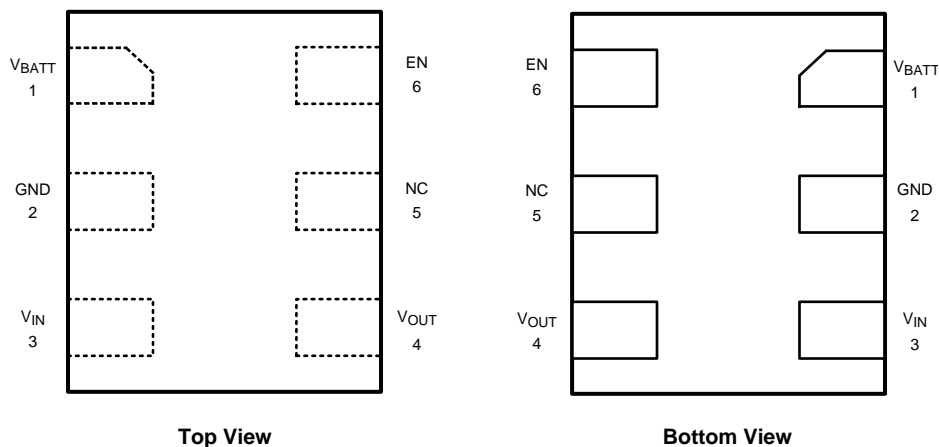 VBATT
1
GND
2
VIN
3
EN
6
NC
5
VOUT
4
Top View
EN
6
NC
5
VOUT
4
VBATT
1
GND
2
VIN
3
Bottom View